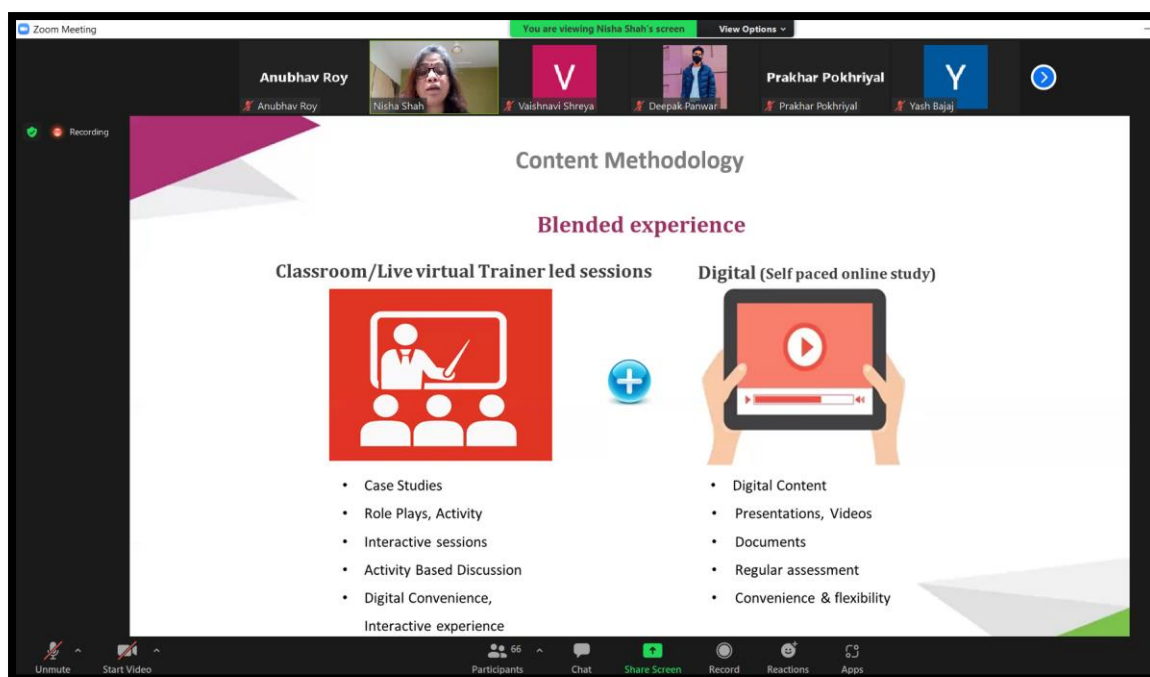 Zoom Meeting
You are viewing Nisha Shah's screen
View Options
Anubhav Roy
Anubhav Roy
Nisha Shah
V
Vaishnavi Shreya
Deepak Panwar
Prakhar Pokhriyal
Prakhar Pokhriyal
Y
Yash Bajaj
Recording
Content Methodology
Blended experience
Classroom/Live virtual Trainer led sessions
• Case Studies
• Role Plays, Activity
• Interactive sessions
• Activity Based Discussion
• Digital Convenience,
Interactive experience
Digital (Self paced online study)
• Digital Content
• Presentations, Videos
• Documents
• Regular assessment
• Convenience & flexibility
Unmute
Start Video
66
Participants
Chat
Share Screen
Record
Reactions
Apps